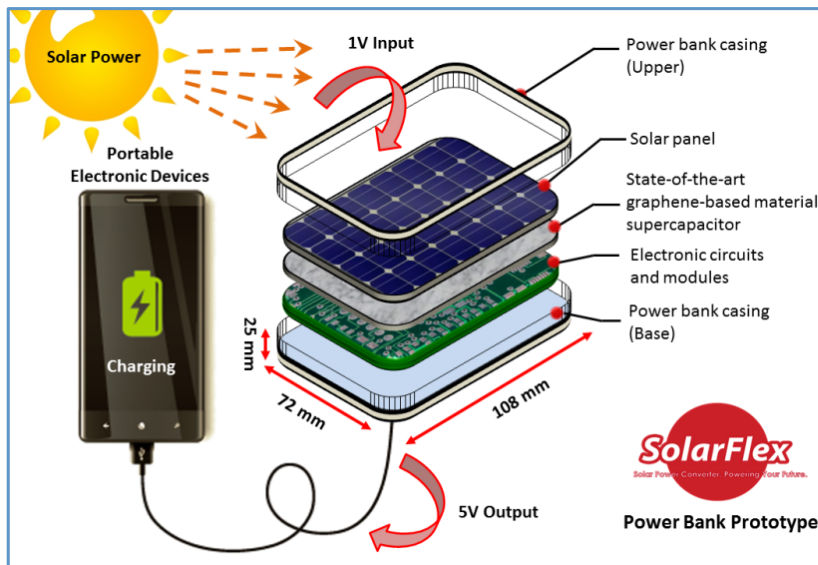 Solar Power
1V Input
Power bank casing
(Upper)
Solar panel
State-of-the-art
graphene-based material
supercapacitor
Electronic circuits
and modules
Power bank casing
(Base)
Portable
Electronic Devices
Charging
25 mm
72 mm
108 mm
5V Output
SolarFlex
Solar Power Converter. Powering Your Future.
Power Bank Prototype